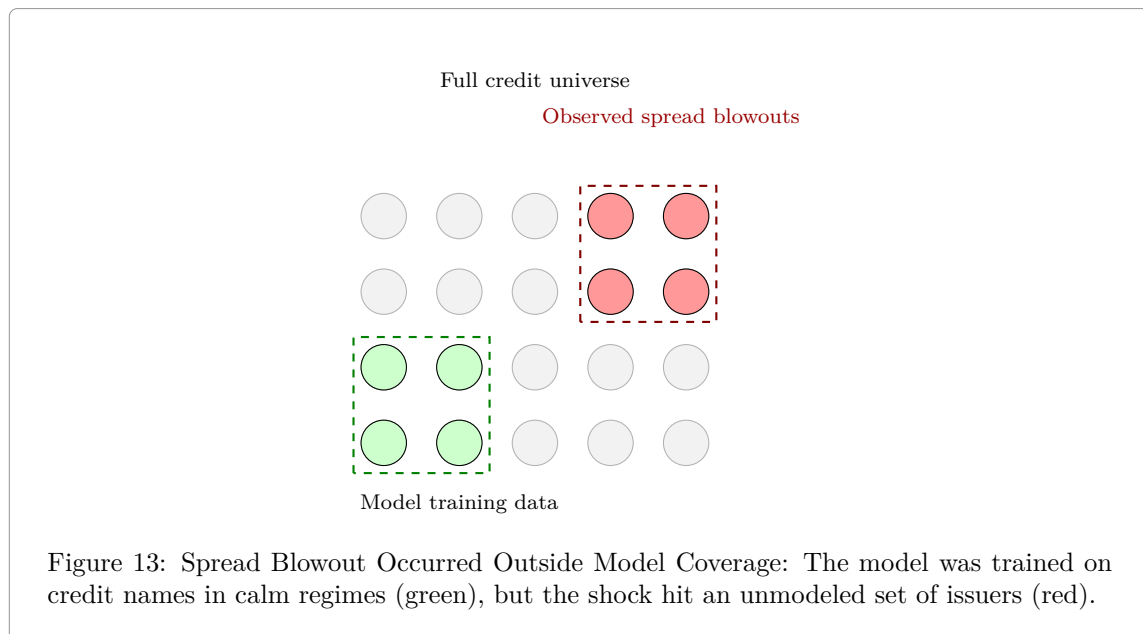 Full credit universe
Observed spread blowouts
Model training data
Figure 13: Spread Blowout Occurred Outside Model Coverage: The model was trained on
credit names in calm regimes (green), but the shock hit an unmodeled set of issuers (red).